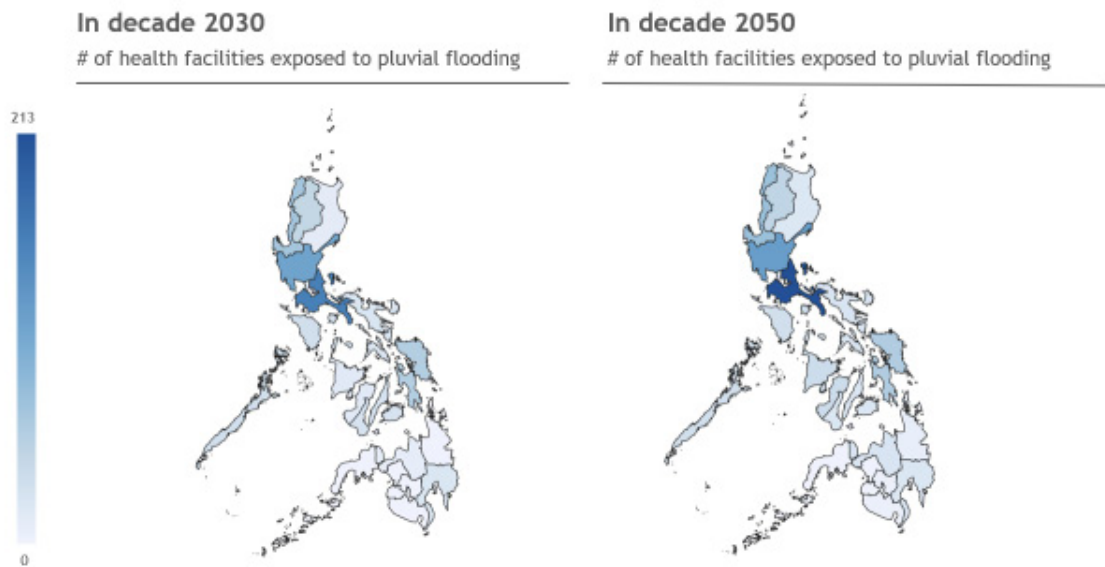 In decade 2030
# of health facilities exposed to pluvial flooding
In decade 2050
# of health facilities exposed to pluvial flooding
213
0